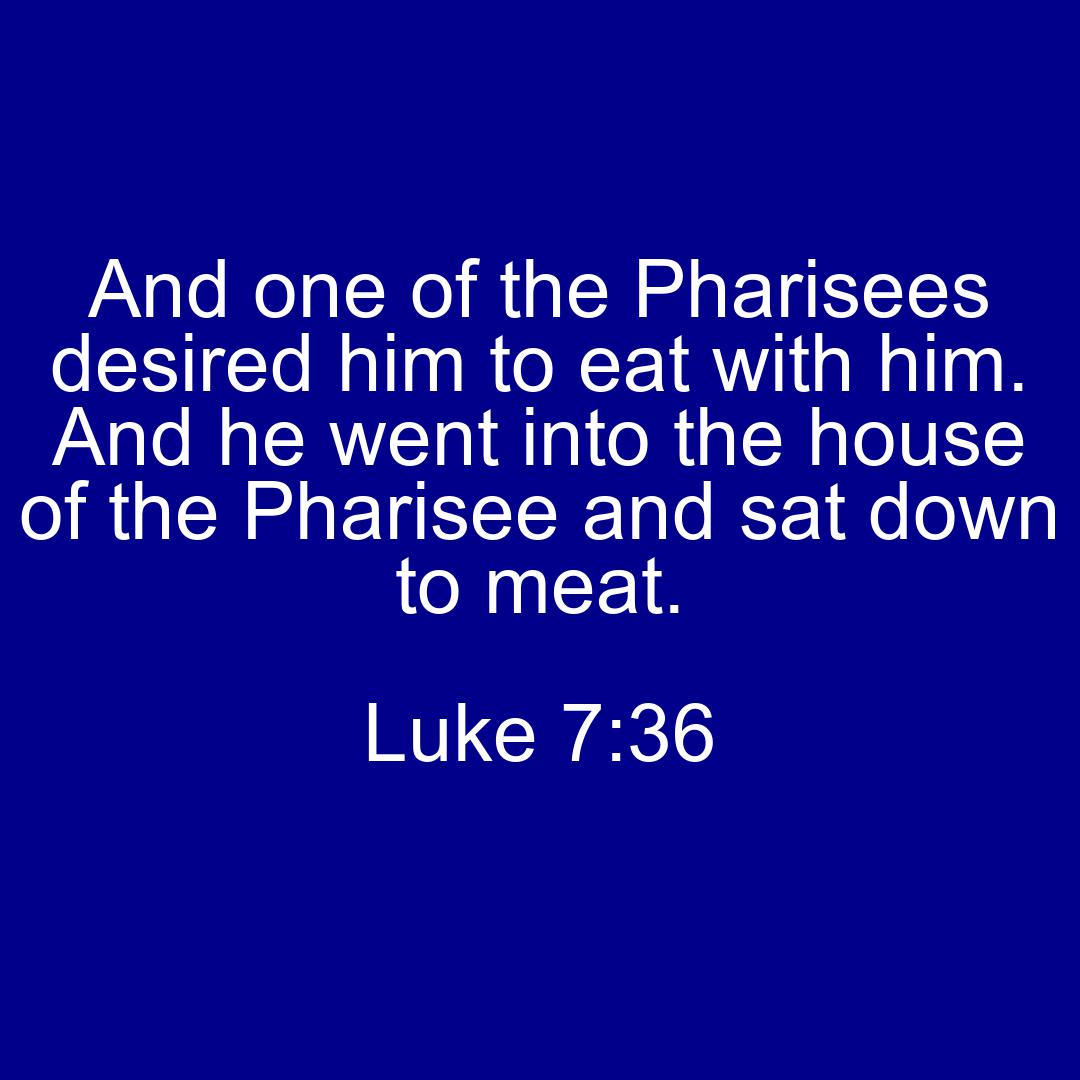 And one of the Pharisees
desired him to eat with him.
And he went into the house
of the Pharisee and sat down
to meat.
Luke 7:36